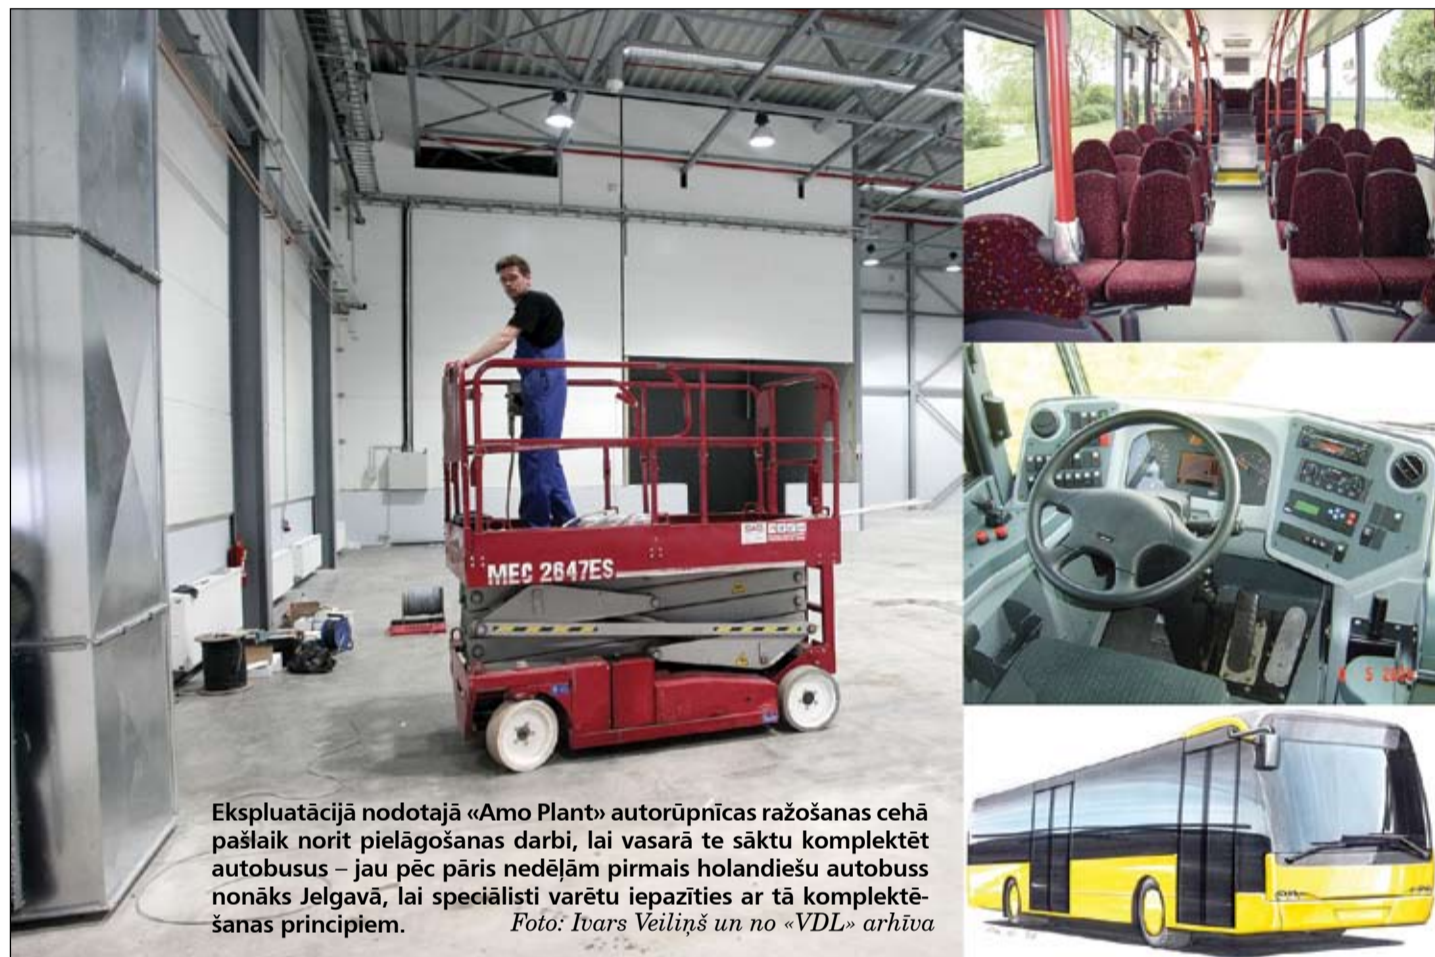 MEC 2647ES
Ekspluatācijā nodotajā «Amo Plant» autorūpnīcas ražošanas cehā
pašlaik norit pielāgošanas darbi, lai vasarā te sāktu komplektēt
autobusus – jau pēc pāris nedēļām pirmais holandiešu autobuss
nonāks Jelgavā, lai speciālisti varētu iepazīties ar tā komplektē-
šanas principiem. Foto: Ivars Veiliņš un no «VDL» arhīva